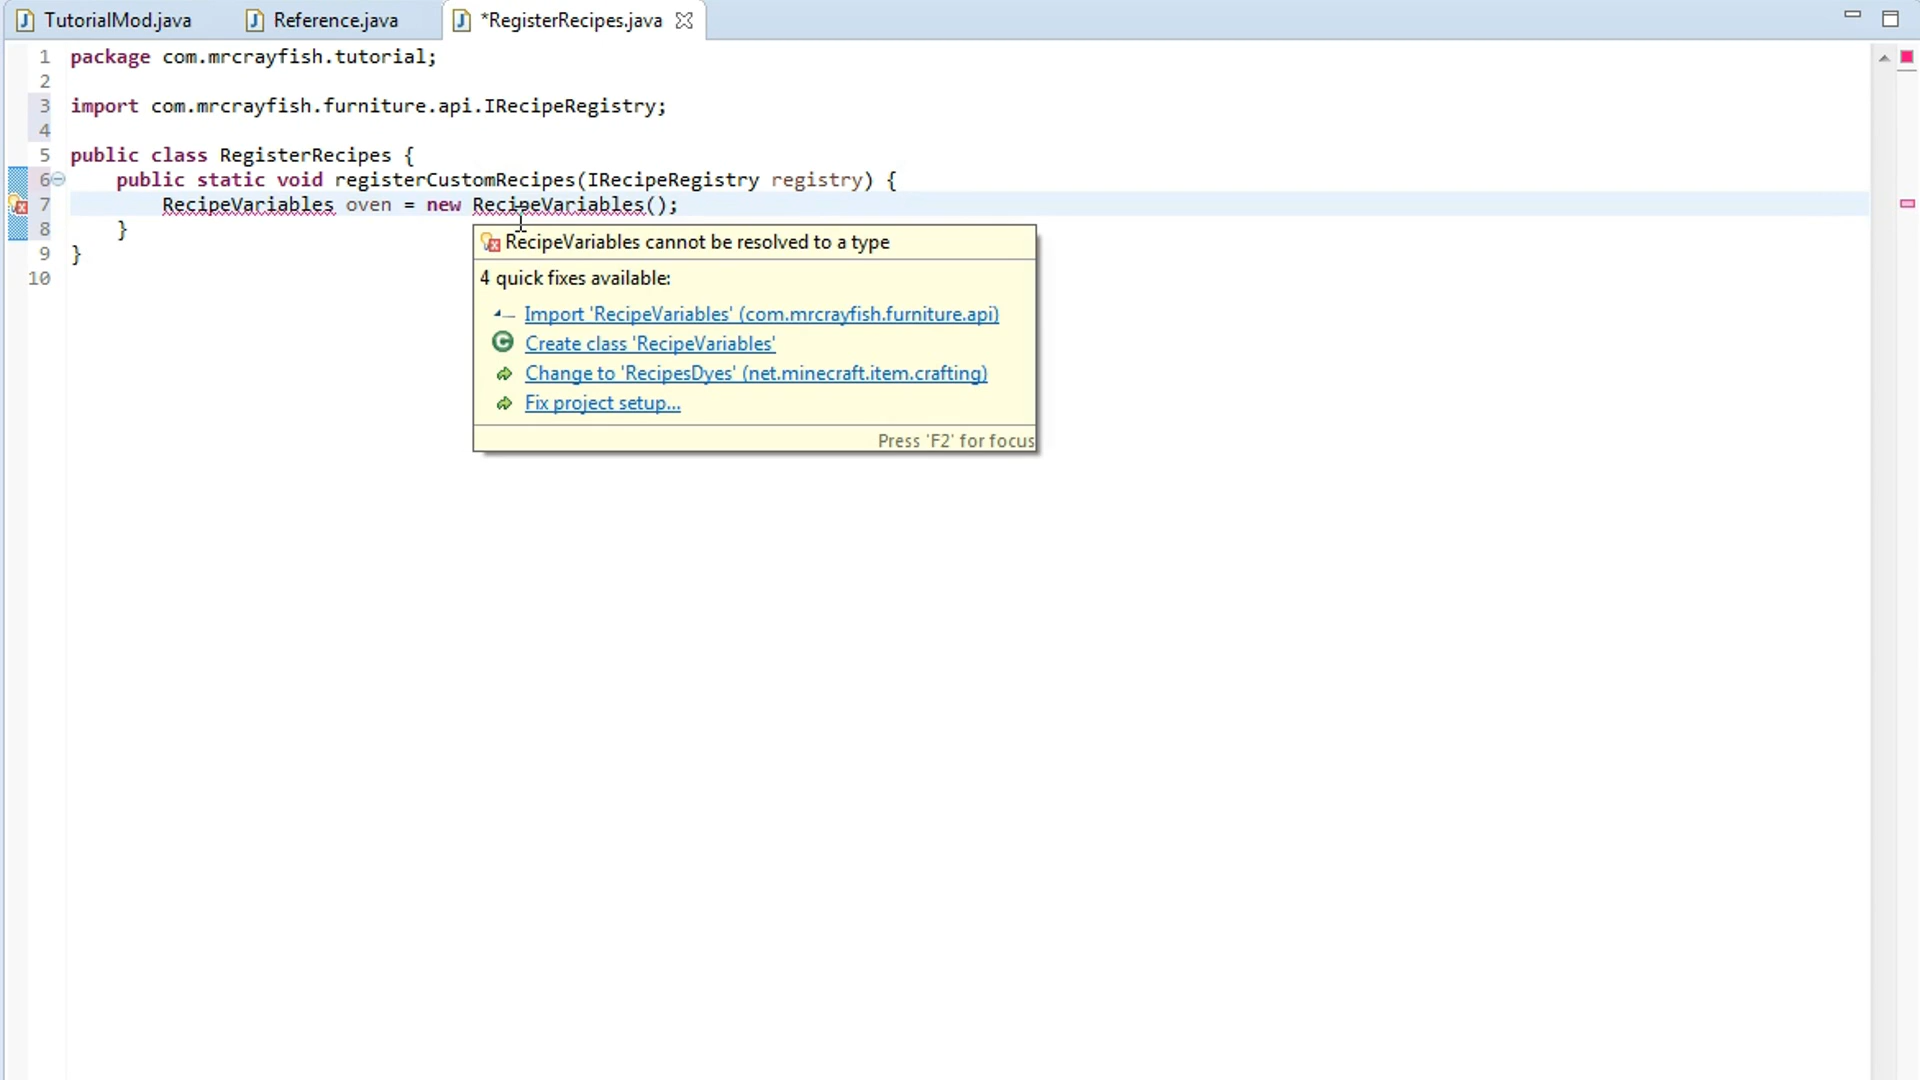 TutorialMod.java Reference.java *RegisterRecipes.java
1 package com.mrcrayfish.tutorial;
2
3 import com.mrcrayfish.furniture.api.IRecipeRegistry;
4
5 public class RegisterRecipes {
6 public static void registerCustomRecipes(IRecipeRegistry registry) {
7 RecipeVariables oven = new RecipeVariables();
8 }
9 }
10
RecipeVariables cannot be resolved to a type
4 quick fixes available:
Import 'RecipeVariables' (com.mrcrayfish.furniture.api)
Create class 'RecipeVariables'
Change to 'RecipesDyes' (net.minecraft.item.crafting)
Fix project setup...
Press 'F2' for focus